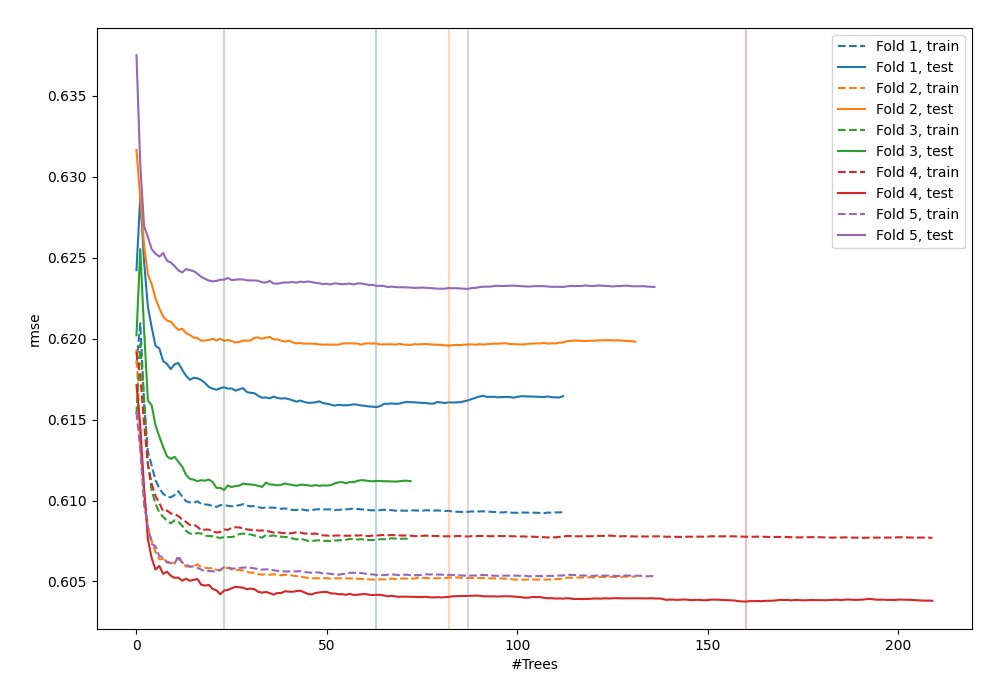 rmse
0.635
0.630
0.625
0.620
0.615
0.610
0.605
0
50
100
150
200
#Trees
Fold 1, train
Fold 1, test
Fold 2, train
Fold 2, test
Fold 3, train
Fold 3, test
Fold 4, train
Fold 4, test
Fold 5, train
Fold 5, test